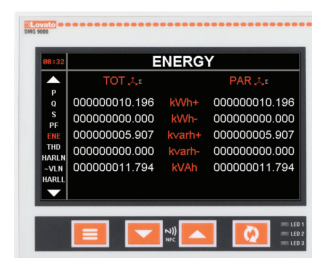 Lovato
DMG 9000
08:32
ENERGY
TOT Σ
PAR Σ
P
Q
S
PF
ENE
THD
HARLN
~VLN
HARLL
000000010.196 kWh+ 000000010.196
000000000.000 kWh- 000000000.000
000000005.907 kvarh+ 000000005.907
000000000.000 kvarh- 000000000.000
000000011.794 kVAh 000000011.794
N))
NFC
LED 1
LED 2
LED 3